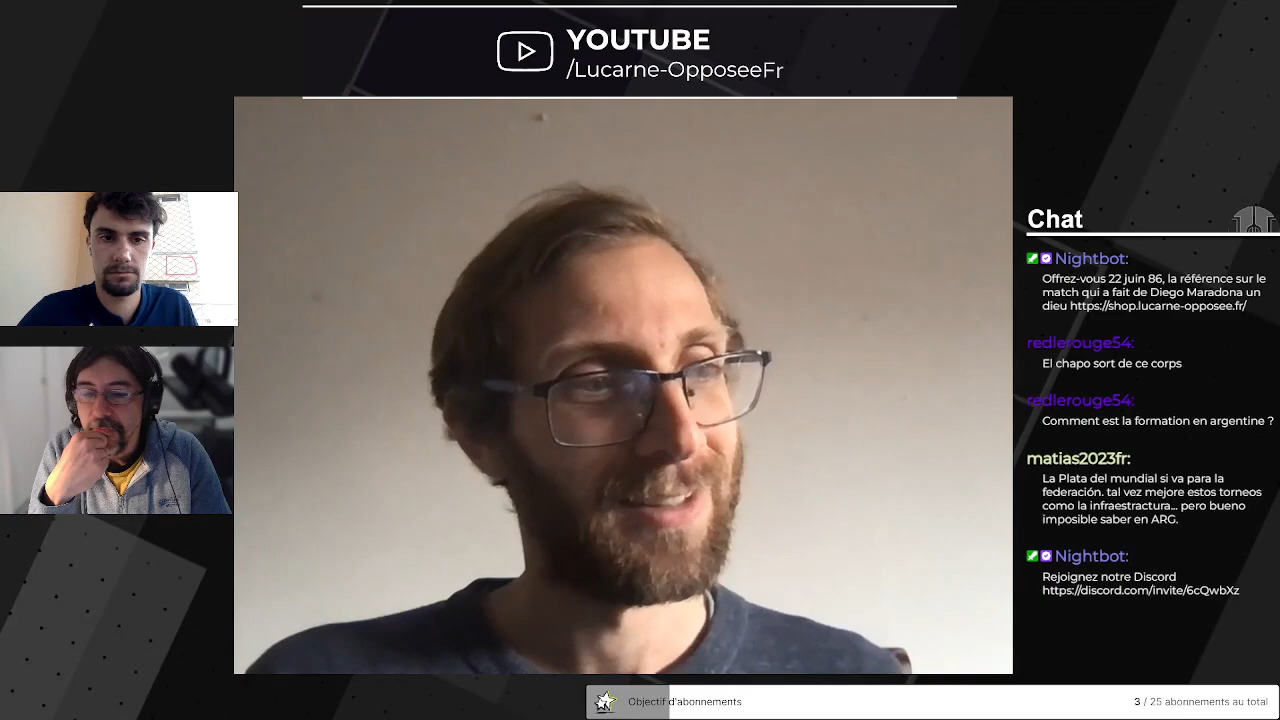 YOUTUBE
/Lucarne-OpposeeFr
Chat
Nightbot:
Offrez-vous 22 juin 86, la référence sur le
match qui a fait de Diego Maradona un
dieu https://shop.lucarne-opposee.fr/
redlerouge54:
El chapo sort de ce corps
redlerouge54:
Comment est la formation en argentine ?
matias2023fr:
La Plata del mundial si va para la
federación. tal vez mejore estos torneos
como la infraestractura... pero bueno
imposible saber en ARG.
Nightbot:
Rejoignez notre Discord
https://discord.com/invite/6cQwbXz
Objectif d'abonnements
3 / 25 abonnements au total